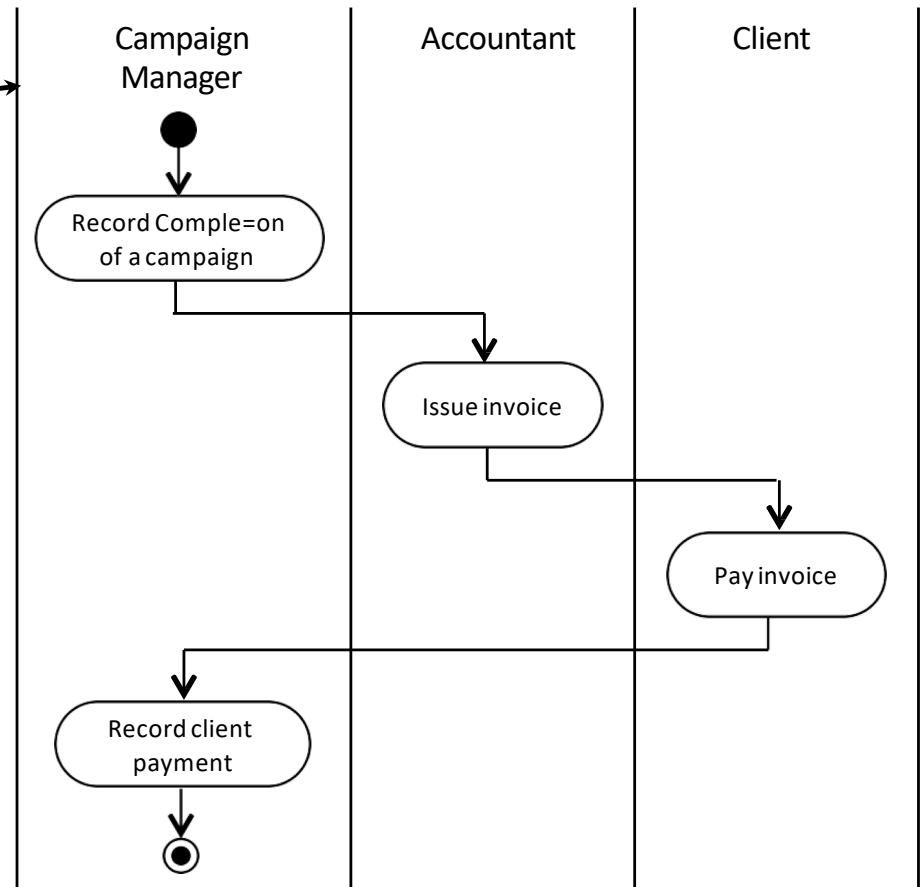 Campaign
Manager
Accountant
Client
Record Comple=on
of a campaign
Issue invoice
Pay invoice
Record client
payment